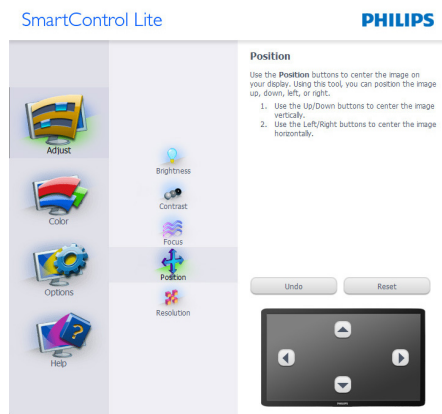 SmartControl Lite
PHILIPS
Adjust
Color
Options
Help
Brightness
Contrast
Focus
Position
Resolution
Position
Use the Position buttons to center the image on
your display. Using this tool, you can position the image
up, down, left, or right.
1. Use the Up/Down buttons to center the image
vertically.
2. Use the Left/Right buttons to center the image
horizontally.
Undo
Reset
PHILIPS